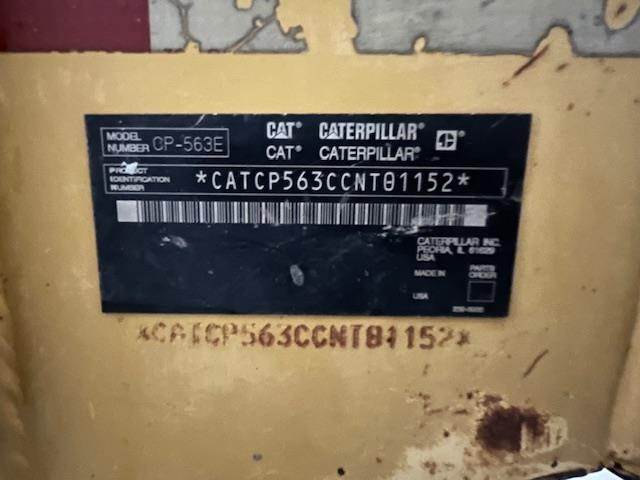 MODEL NUMBER CP-563E
CAT® CATERPILLAR®
CAT® CATERPILLAR®
PRODUCT IDENTIFICATION NUMBER
*CATCP563CCNT01152*
CATERPILLAR INC.
PEORIA, IL 61629
USA
MADE IN
USA
PARTS ORDER
*CATCP563CCNT01152*